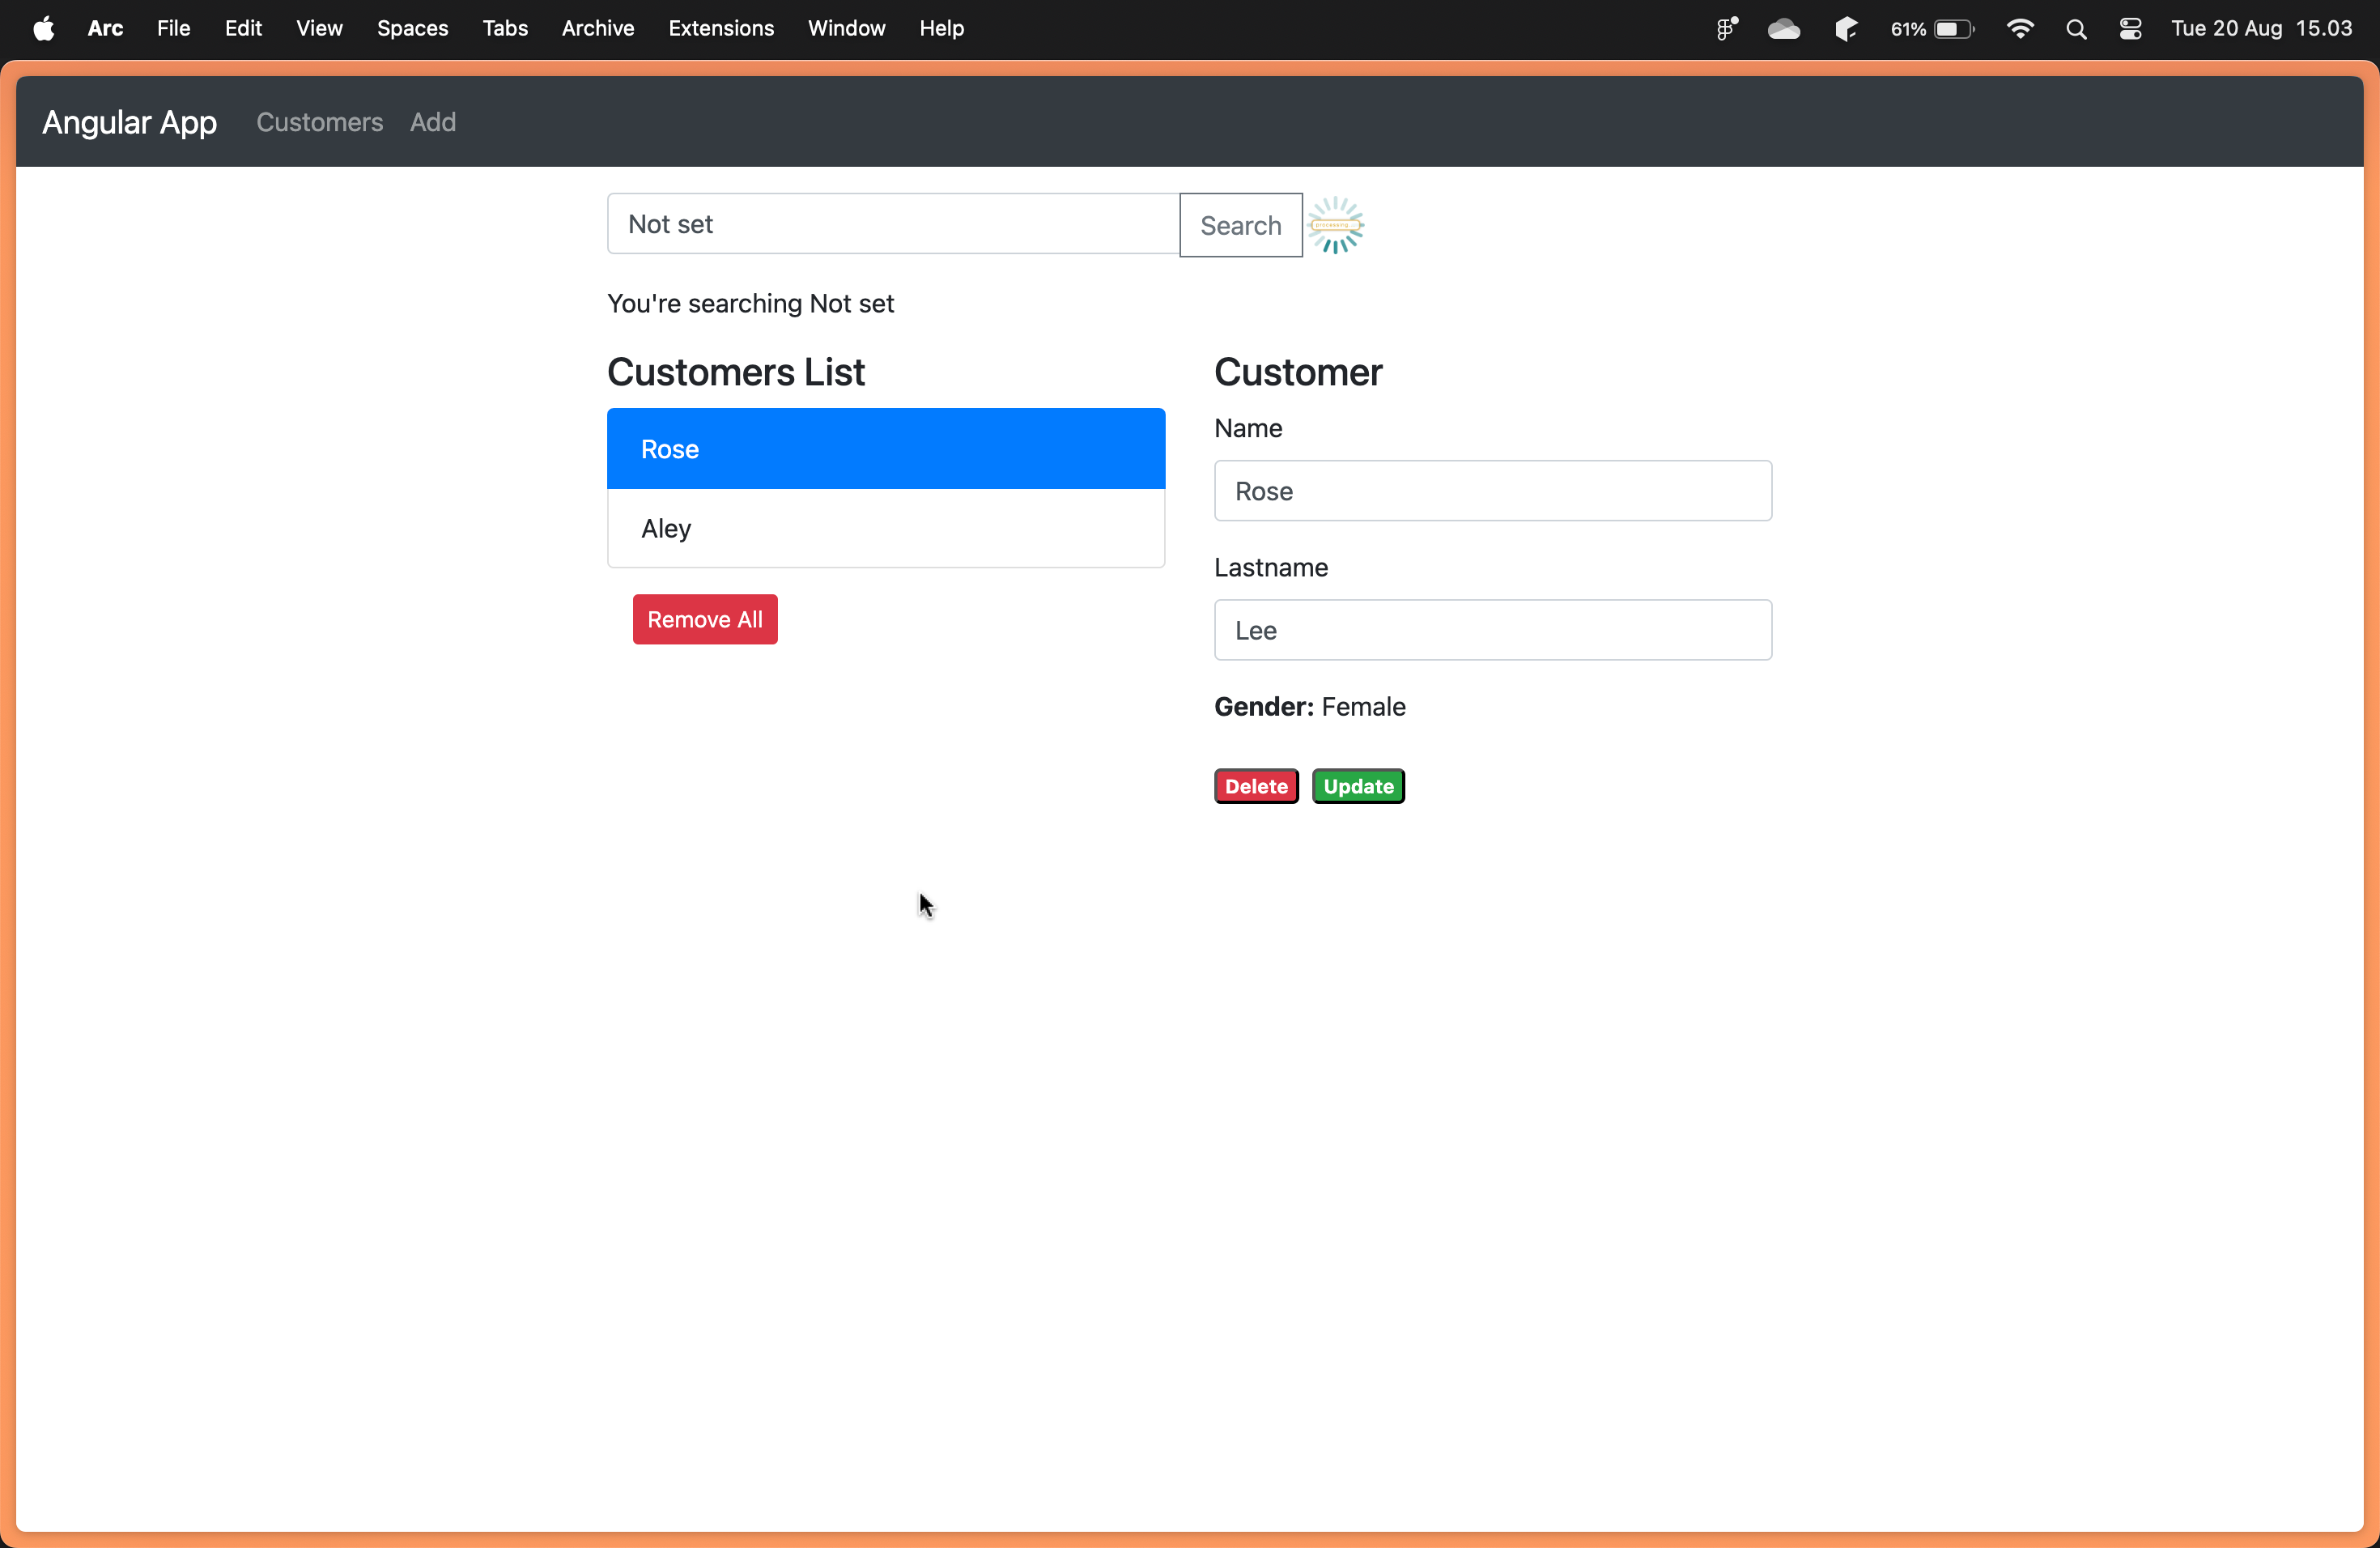 Arc File Edit View Spaces Tabs Archive Extensions Window Help 61% Tue 20 Aug 15.03
Angular App Customers Add
Not set Search processing
You're searching Not set
Customers List
Rose
Aley
Remove All
Customer
Name
Rose
Lastname
Lee
Gender: Female
Delete Update